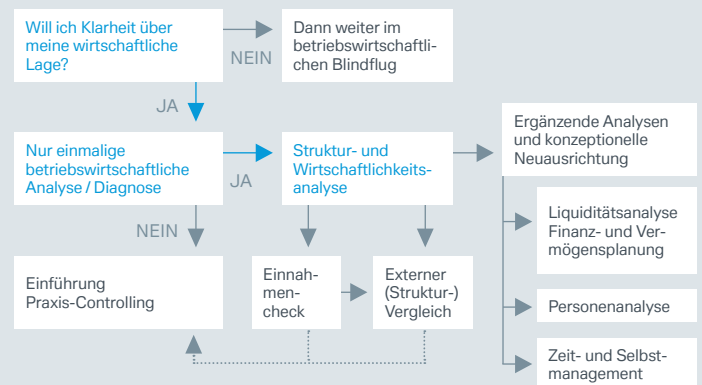 Will ich Klarheit über
meine wirtschaftliche
Lage?
NEIN
Dann weiter im
betriebswirtschaftli-
chen Blindflug
JA
Nur einmalige
betriebswirtschaftliche
Analyse / Diagnose
JA
Struktur- und
Wirtschaftlichkeits-
analyse
Ergänzende Analysen
und konzeptionelle
Neuausrichtung
NEIN
Einführung
Praxis-Controlling
Einnah-
men-
check
Externer
(Struktur-)
Vergleich
Liquiditätsanalyse
Finanz- und Ver-
mögensplanung
Personenanalyse
Zeit- und Selbst-
management